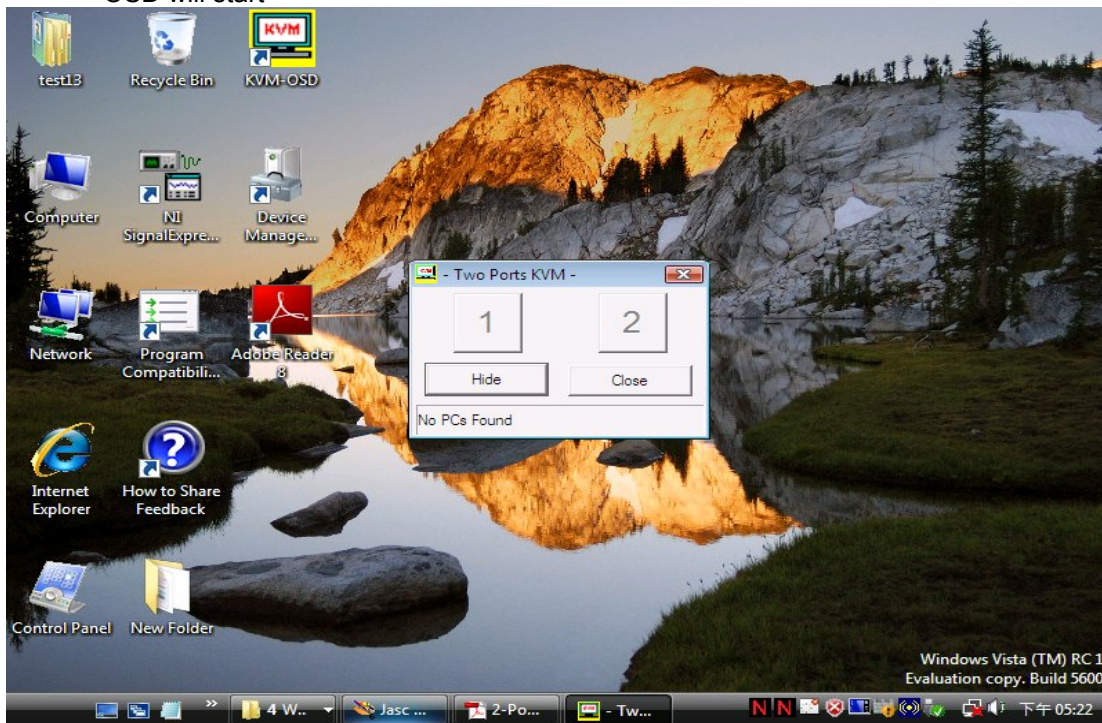 OSD will start
KVM
test13
Recycle Bin
KVM-OSD
Computer
NI
SignalExpre...
Device
Manage...
- Two Ports KVM -
1
2
Hide
Close
No PCs Found
Network
Program
Compatibili...
Adobe Reader
8
Internet
Explorer
How to Share
Feedback
Control Panel
New Folder
Windows Vista (TM) RC 1
Evaluation copy. Build 5600
4 W...
Jasc ...
2-Po...
- Tw...
下午 05:22